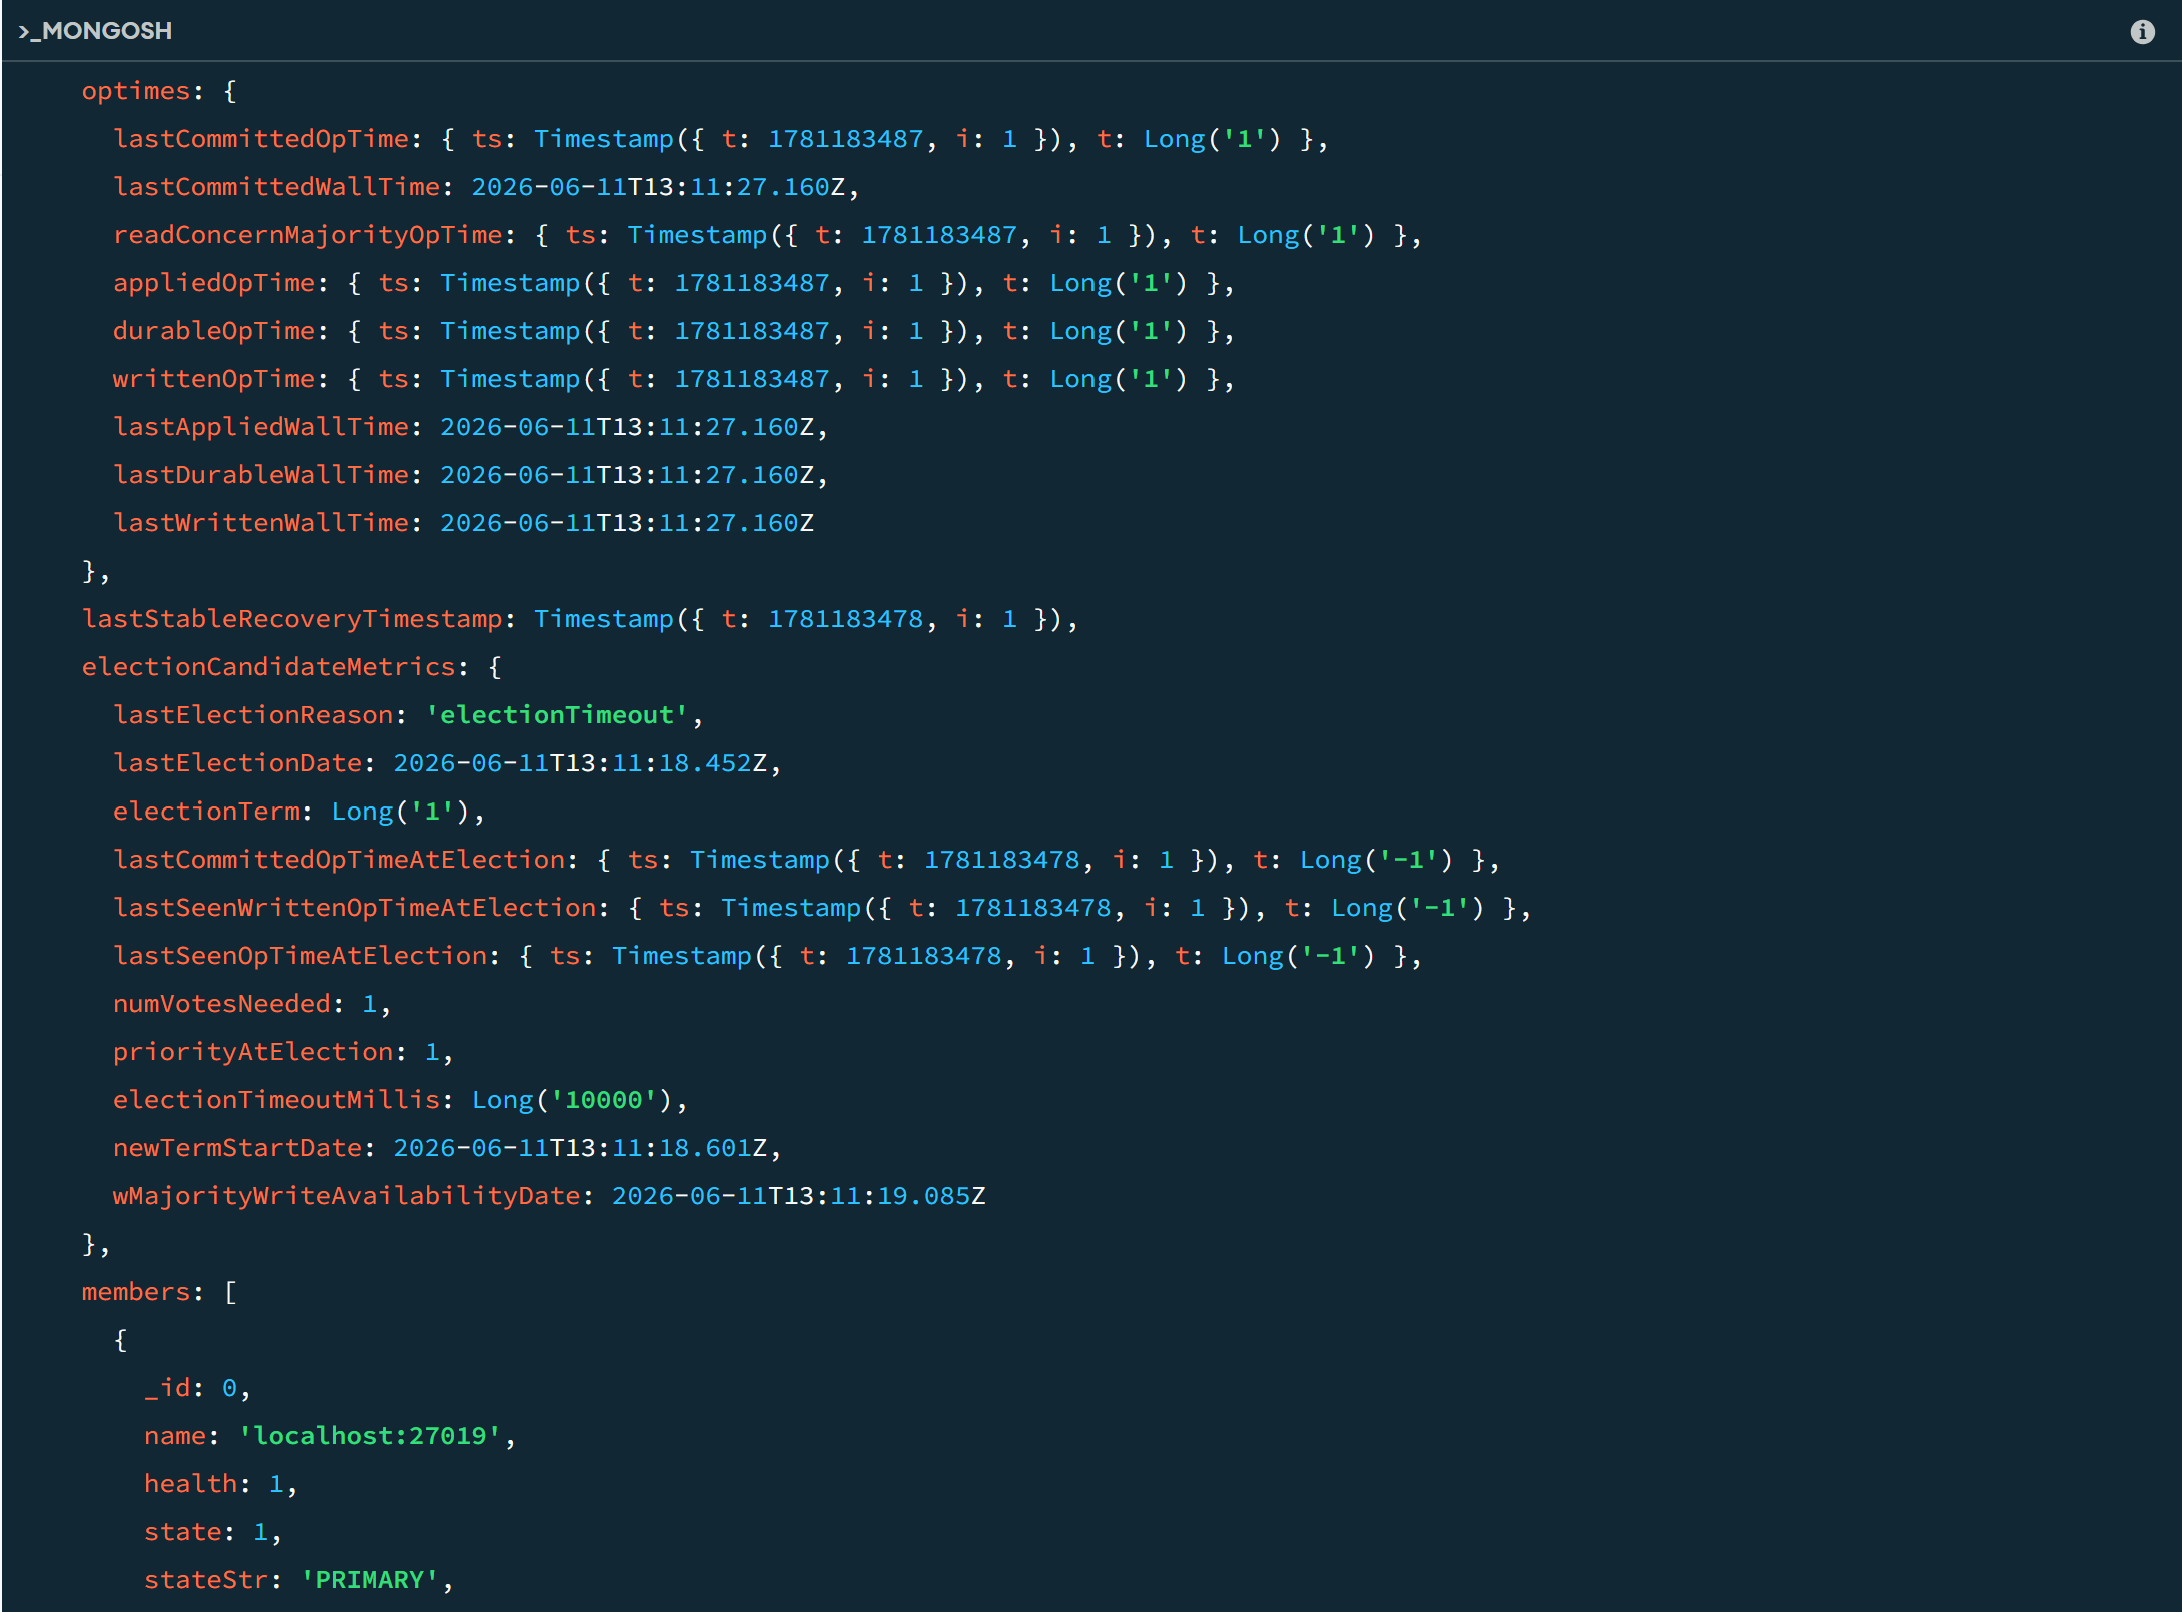 >_MONGOSH
optimes: {
lastCommittedOpTime: { ts: Timestamp({ t: 1781183487, i: 1 }), t: Long('1') },
lastCommittedWallTime: 2026-06-11T13:11:27.160Z,
readConcernMajorityOpTime: { ts: Timestamp({ t: 1781183487, i: 1 }), t: Long('1') },
appliedOpTime: { ts: Timestamp({ t: 1781183487, i: 1 }), t: Long('1') },
durableOpTime: { ts: Timestamp({ t: 1781183487, i: 1 }), t: Long('1') },
writtenOpTime: { ts: Timestamp({ t: 1781183487, i: 1 }), t: Long('1') },
lastAppliedWallTime: 2026-06-11T13:11:27.160Z,
lastDurableWallTime: 2026-06-11T13:11:27.160Z,
lastWrittenWallTime: 2026-06-11T13:11:27.160Z
},
lastStableRecoveryTimestamp: Timestamp({ t: 1781183478, i: 1 }),
electionCandidateMetrics: {
lastElectionReason: 'electionTimeout',
lastElectionDate: 2026-06-11T13:11:18.452Z,
electionTerm: Long('1'),
lastCommittedOpTimeAtElection: { ts: Timestamp({ t: 1781183478, i: 1 }), t: Long('-1') },
lastSeenWrittenOpTimeAtElection: { ts: Timestamp({ t: 1781183478, i: 1 }), t: Long('-1') },
lastSeenOpTimeAtElection: { ts: Timestamp({ t: 1781183478, i: 1 }), t: Long('-1') },
numVotesNeeded: 1,
priorityAtElection: 1,
electionTimeoutMillis: Long('10000'),
newTermStartDate: 2026-06-11T13:11:18.601Z,
wMajorityWriteAvailabilityDate: 2026-06-11T13:11:19.085Z
},
members: [
{
_id: 0,
name: 'localhost:27019',
health: 1,
state: 1,
stateStr: 'PRIMARY',